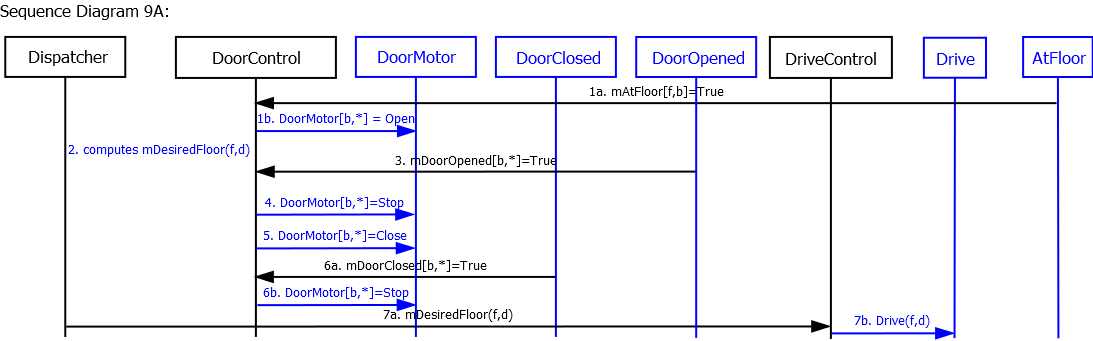 Sequence Diagram 9A:
Dispatcher
DoorControl
DoorMotor
DoorClosed
DoorOpened
DriveControl
Drive
AtFloor
1a. mAtFloor[f,b]=True
1b. DoorMotor[b,*] = Open
2. computes mDesiredFloor(f,d)
3. mDoorOpened[b,*]=True
4. DoorMotor[b,*]=Stop
5. DoorMotor[b,*]=Close
6a. mDoorClosed[b,*]=True
6b. DoorMotor[b,*]=Stop
7a. mDesiredFloor(f,d)
7b. Drive(f,d)